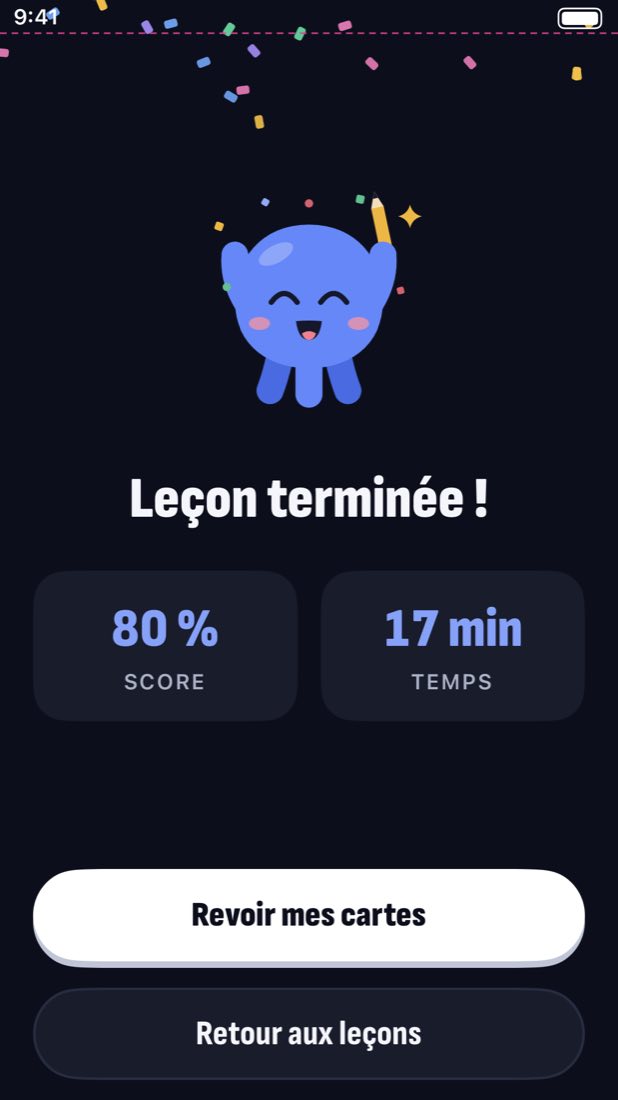 9:41
Leçon terminée !
80 %
17 min
SCORE
TEMPS
Revoir mes cartes
Retour aux leçons